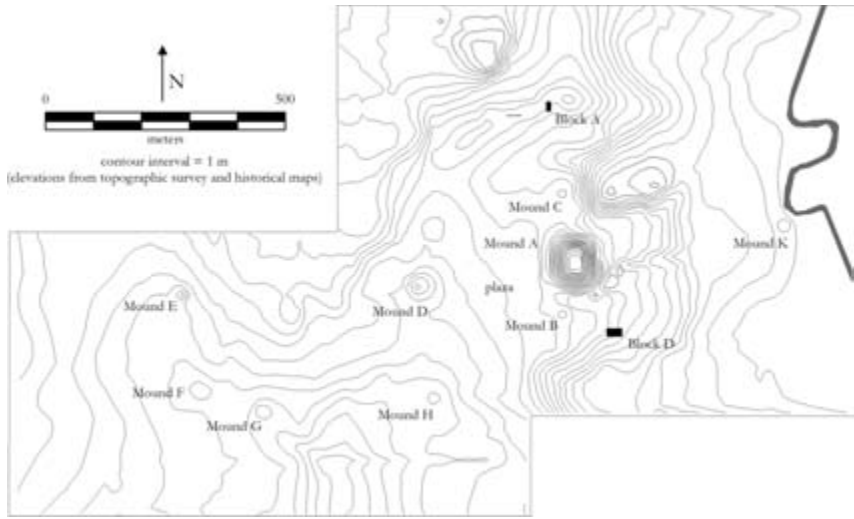 N
0 500
meters
contour interval = 1 m
(elevations from topographic survey and historical maps)
Block A
Mound C
Mound A
Mound K
Mound E
Mound D
plaza
Mound B
Block D
Mound F
Mound G
Mound H